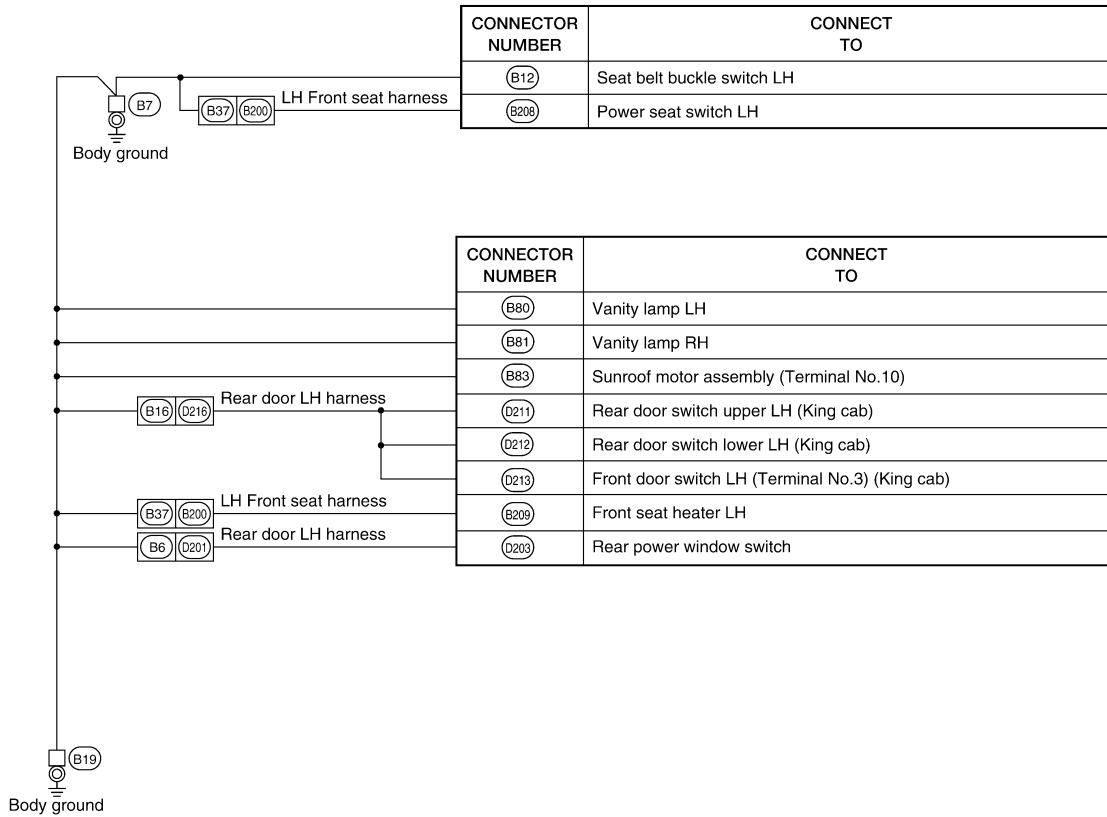 CONNECTOR NUMBER CONNECT TO
B12 Seat belt buckle switch LH
B7
B37 B200 LH Front seat harness B208 Power seat switch LH
Body ground
CONNECTOR NUMBER CONNECT TO
B80 Vanity lamp LH
B81 Vanity lamp RH
B83 Sunroof motor assembly (Terminal No.10)
B16 D216 Rear door LH harness D211 Rear door switch upper LH (King cab)
D212 Rear door switch lower LH (King cab)
D213 Front door switch LH (Terminal No.3) (King cab)
B37 B200 LH Front seat harness B209 Front seat heater LH
B6 D201 Rear door LH harness D203 Rear power window switch
B19
Body ground